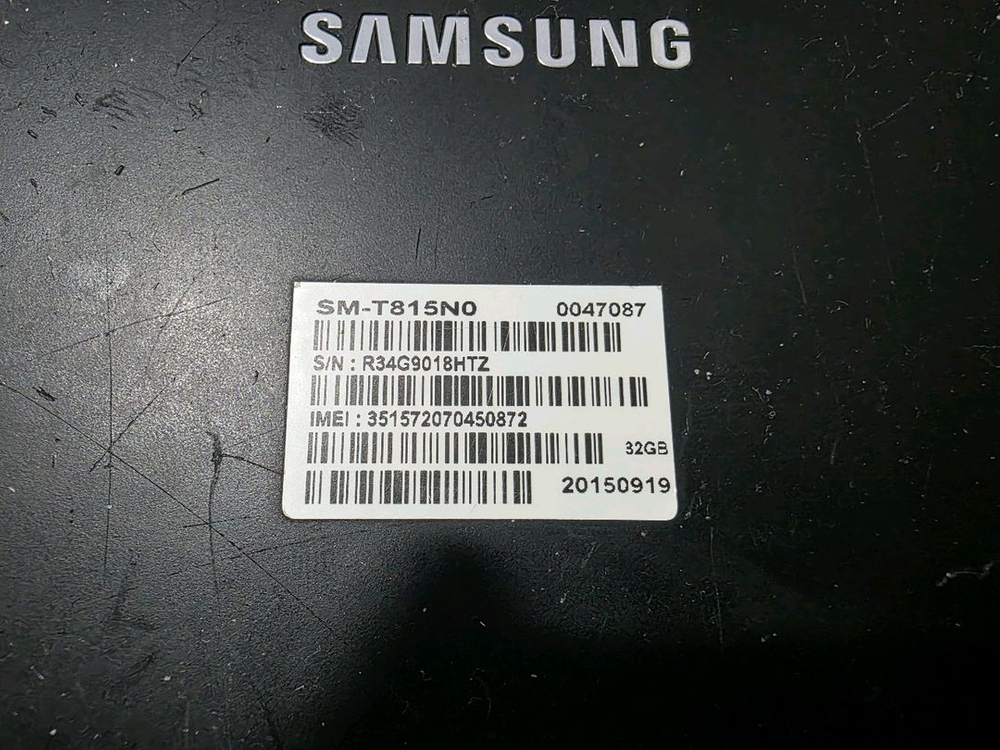 SAMSUNG
SM-T815N0 0047087
S/N : R34G9018HTZ
IMEI : 351572070450872
32GB
20150919